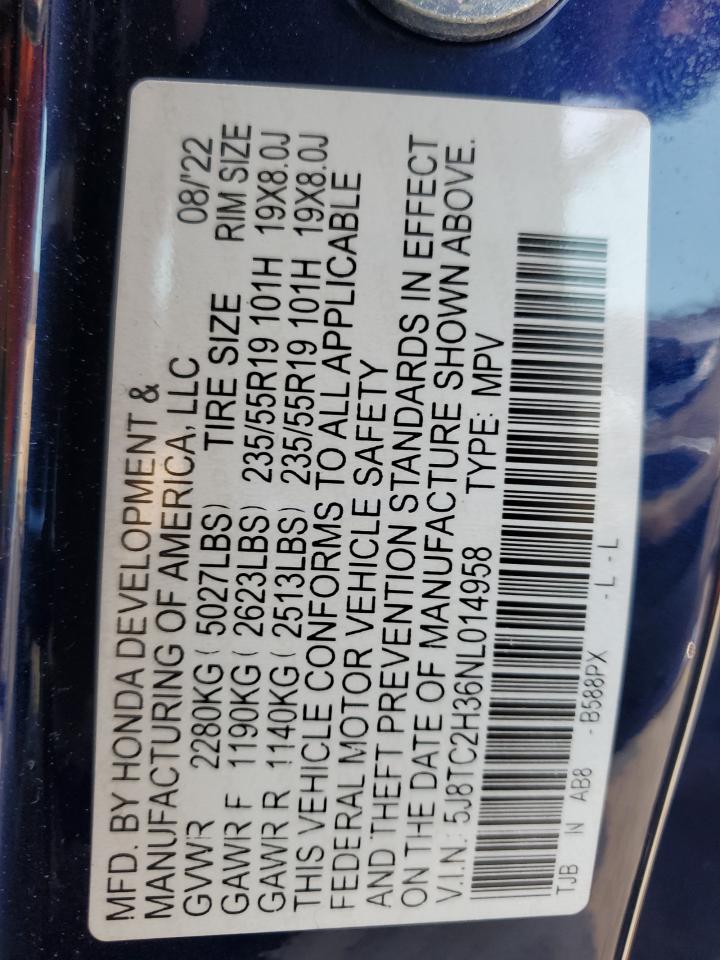 MFD. BY HONDA DEVELOPMENT &
MANUFACTURING OF AMERICA, LLC 08/'22
GVWR 2280KG ( 5027LBS) TIRE SIZE RIM SIZE
GAWR F 1190KG ( 2623LBS) 235/55R19 101H 19X8.0J
GAWR R 1140KG ( 2513LBS) 235/55R19 101H 19X8.0J
THIS VEHICLE CONFORMS TO ALL APPLICABLE
FEDERAL MOTOR VEHICLE SAFETY
AND THEFT PREVENTION STANDARDS IN EFFECT
ON THE DATE OF MANUFACTURE SHOWN ABOVE.
V.I.N.: 5J8TC2H36NL014958 TYPE: MPV
TJB N AB8 -B588PX -L-L